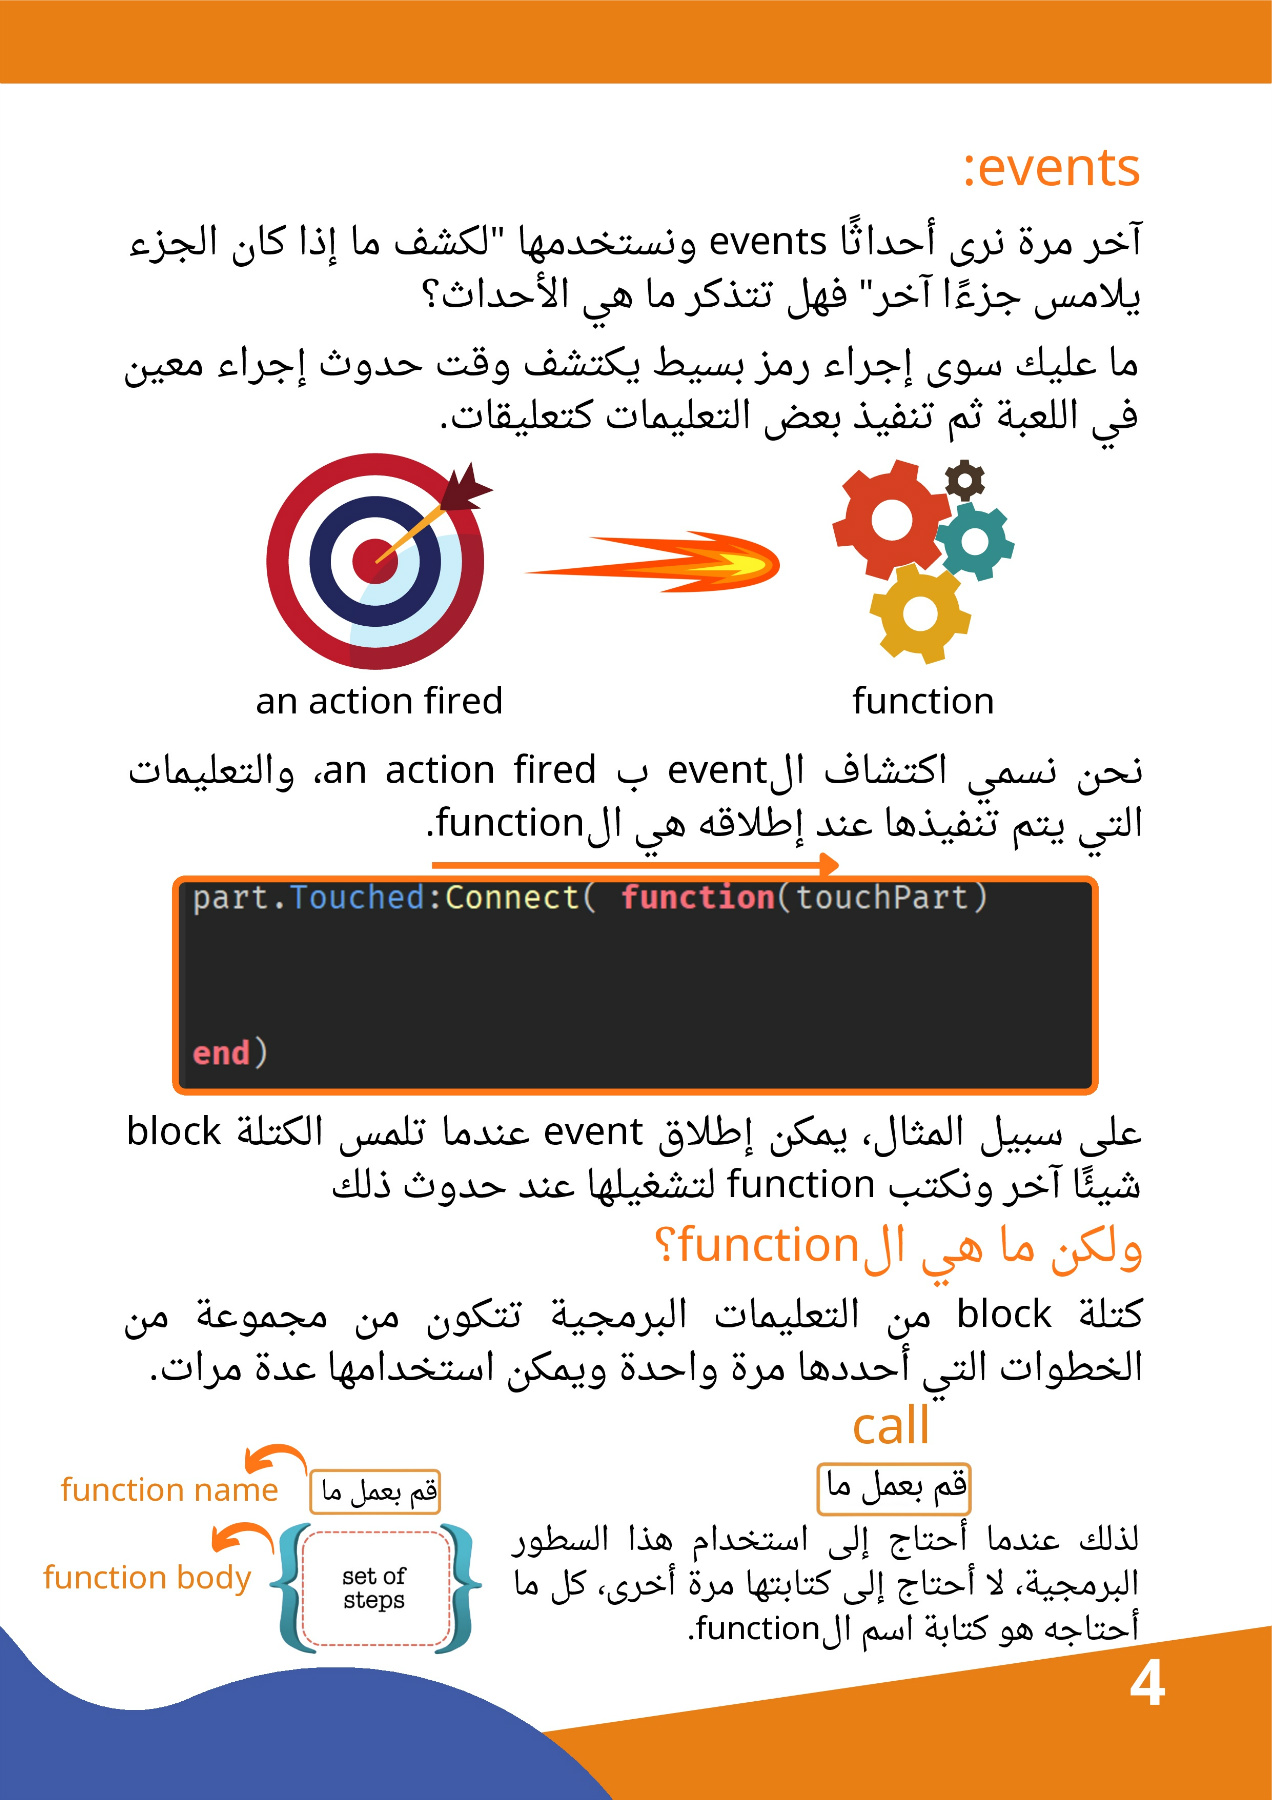 events:
آخر مرة نرى أحداثًا events ونستخدمها "لكشف ما إذا كان الجزء
يلامس جزءًا آخر" فهل تتذكر ما هي الأحداث؟
ما عليك سوى إجراء رمز بسيط يكتشف وقت حدوث إجراء معين
في اللعبة ثم تنفيذ بعض التعليمات كتعليقات.
an action fired
function
نحن نسمي اكتشاف الevent ب an action fired، والتعليمات
التي يتم تنفيذها عند إطلاقه هي الfunction.
part.Touched:Connect( function(touchPart)
end)
على سبيل المثال، يمكن إطلاق event عندما تلمس الكتلة block
شيئًا آخر ونكتب function لتشغيلها عند حدوث ذلك
ولكن ما هي الfunction؟
كتلة block من التعليمات البرمجية تتكون من مجموعة من
الخطوات التي أحددها مرة واحدة ويمكن استخدامها عدة مرات.
call
قم بعمل ما
لذلك عندما أحتاج إلى استخدام هذا السطور
البرمجية، لا أحتاج إلى كتابتها مرة أخرى، كل ما
أحتاجه هو كتابة اسم الfunction.
function name
قم بعمل ما
function body
set of
steps
4